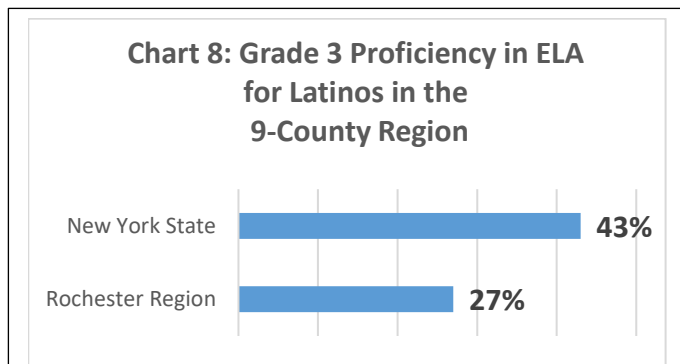 Chart 8: Grade 3 Proficiency in ELA
for Latinos in the
9-County Region
New York State 43%
Rochester Region 27%